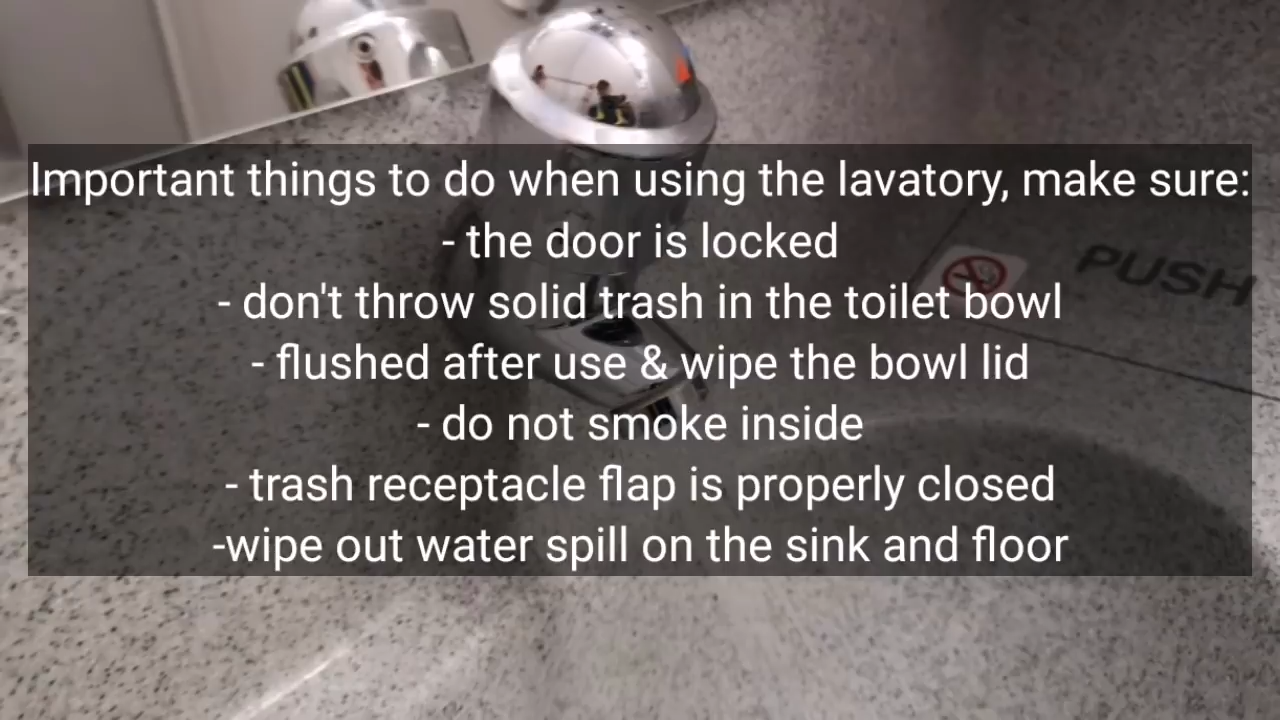 Important things to do when using the lavatory, make sure:
- the door is locked
- don't throw solid trash in the toilet bowl
- flushed after use & wipe the bowl lid
- do not smoke inside
- trash receptacle flap is properly closed
-wipe out water spill on the sink and floor
PUSH